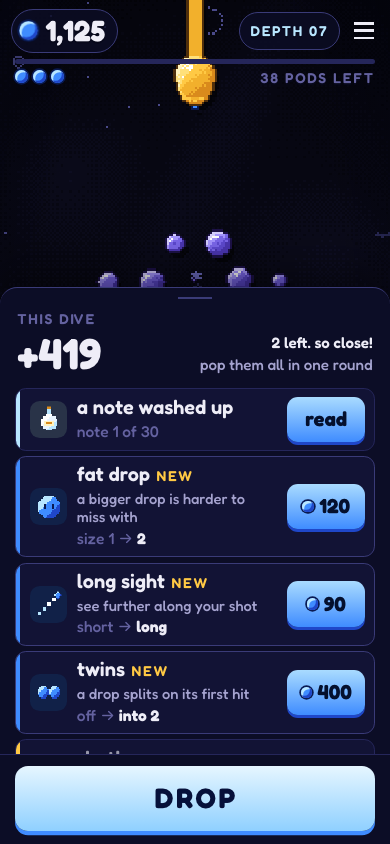 1,125
DEPTH 07
38 PODS LEFT
THIS DIVE
+419
2 left. so close!
pop them all in one round
a note washed up
note 1 of 30
read
fat drop NEW
a bigger drop is harder to
miss with
size 1 → 2
120
long sight NEW
see further along your shot
short → long
90
twins NEW
a drop splits on its first hit
off → into 2
400
DROP